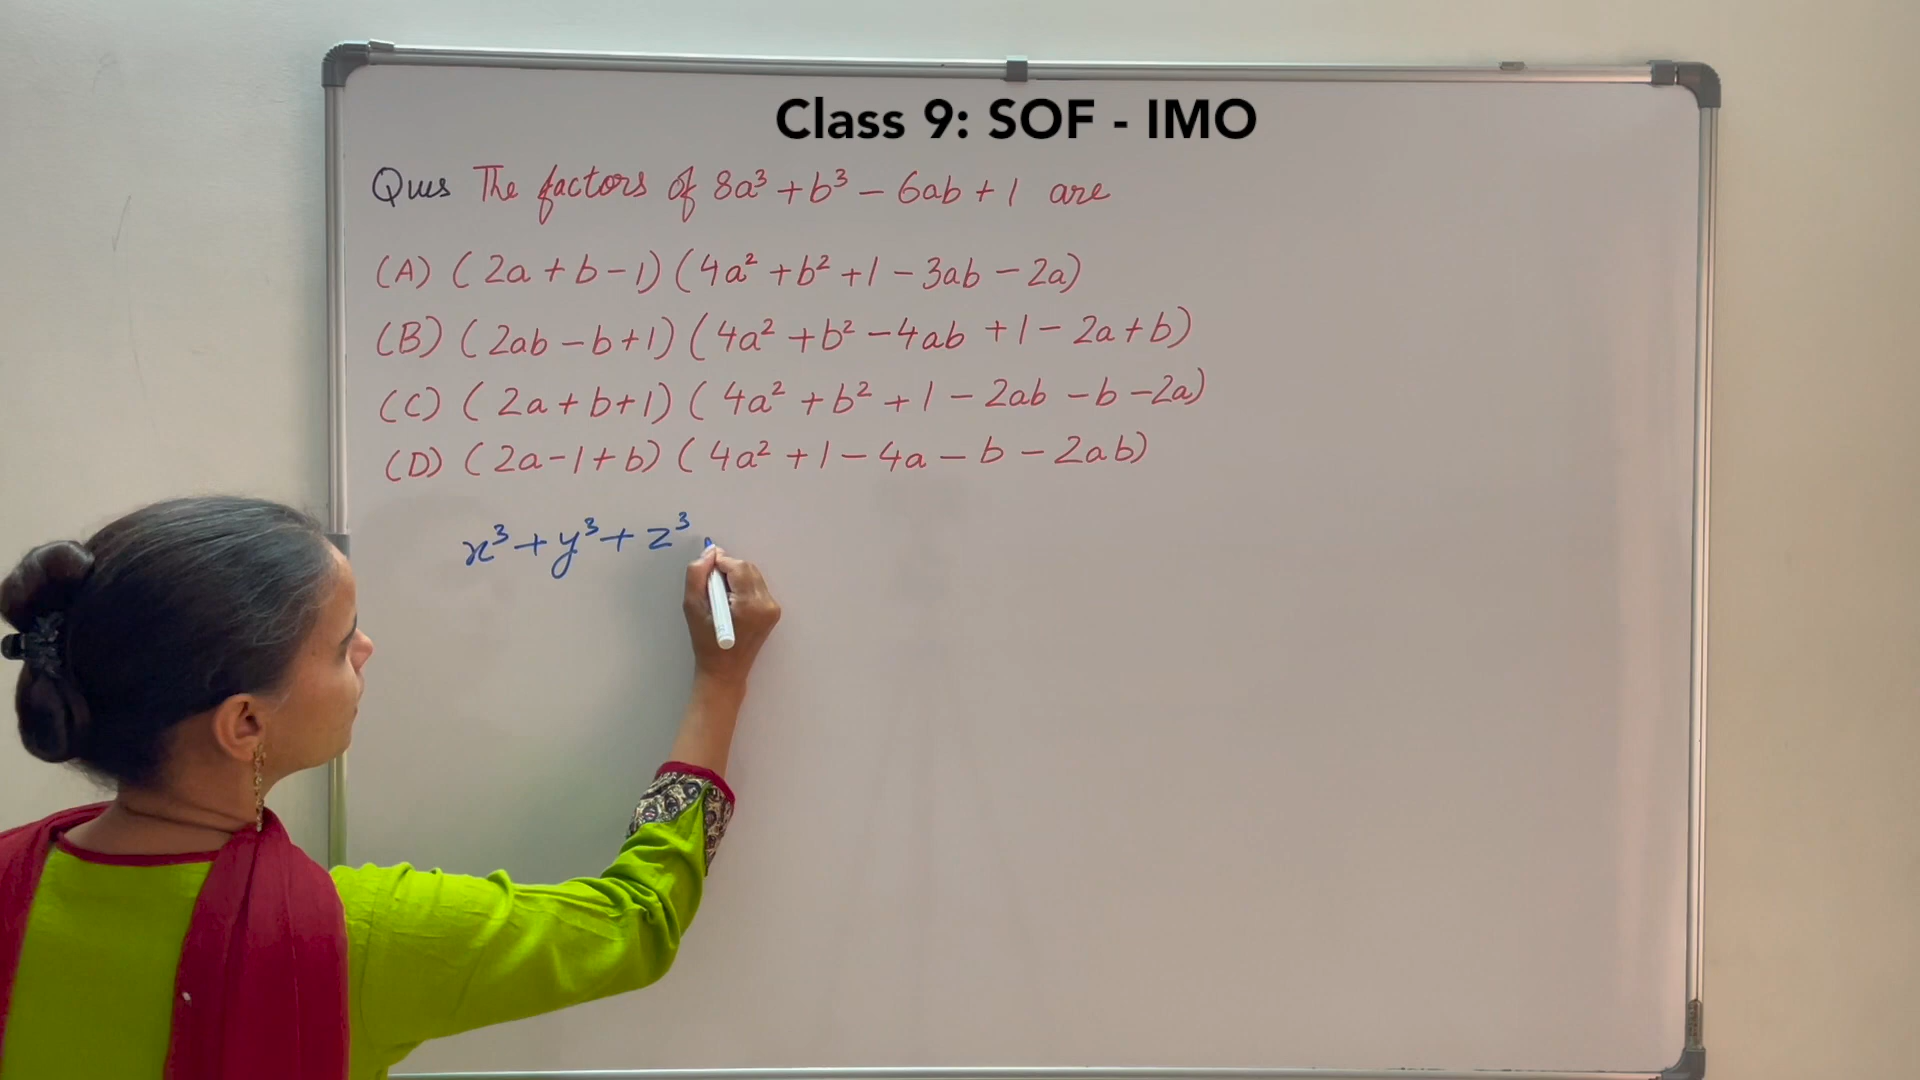 Class 9: SOF - IMO
Ques The factors of 8a³ + b³ - 6ab + 1 are
(A) (2a + b - 1) (4a² + b² + 1 - 3ab - 2a)
(B) (2ab - b + 1) (4a² + b² - 4ab + 1 - 2a + b)
(C) (2a + b + 1) (4a² + b² + 1 - 2ab - b - 2a)
(D) (2a - 1 + b) (4a² + 1 - 4a - b - 2ab)
x³ + y³ + z³